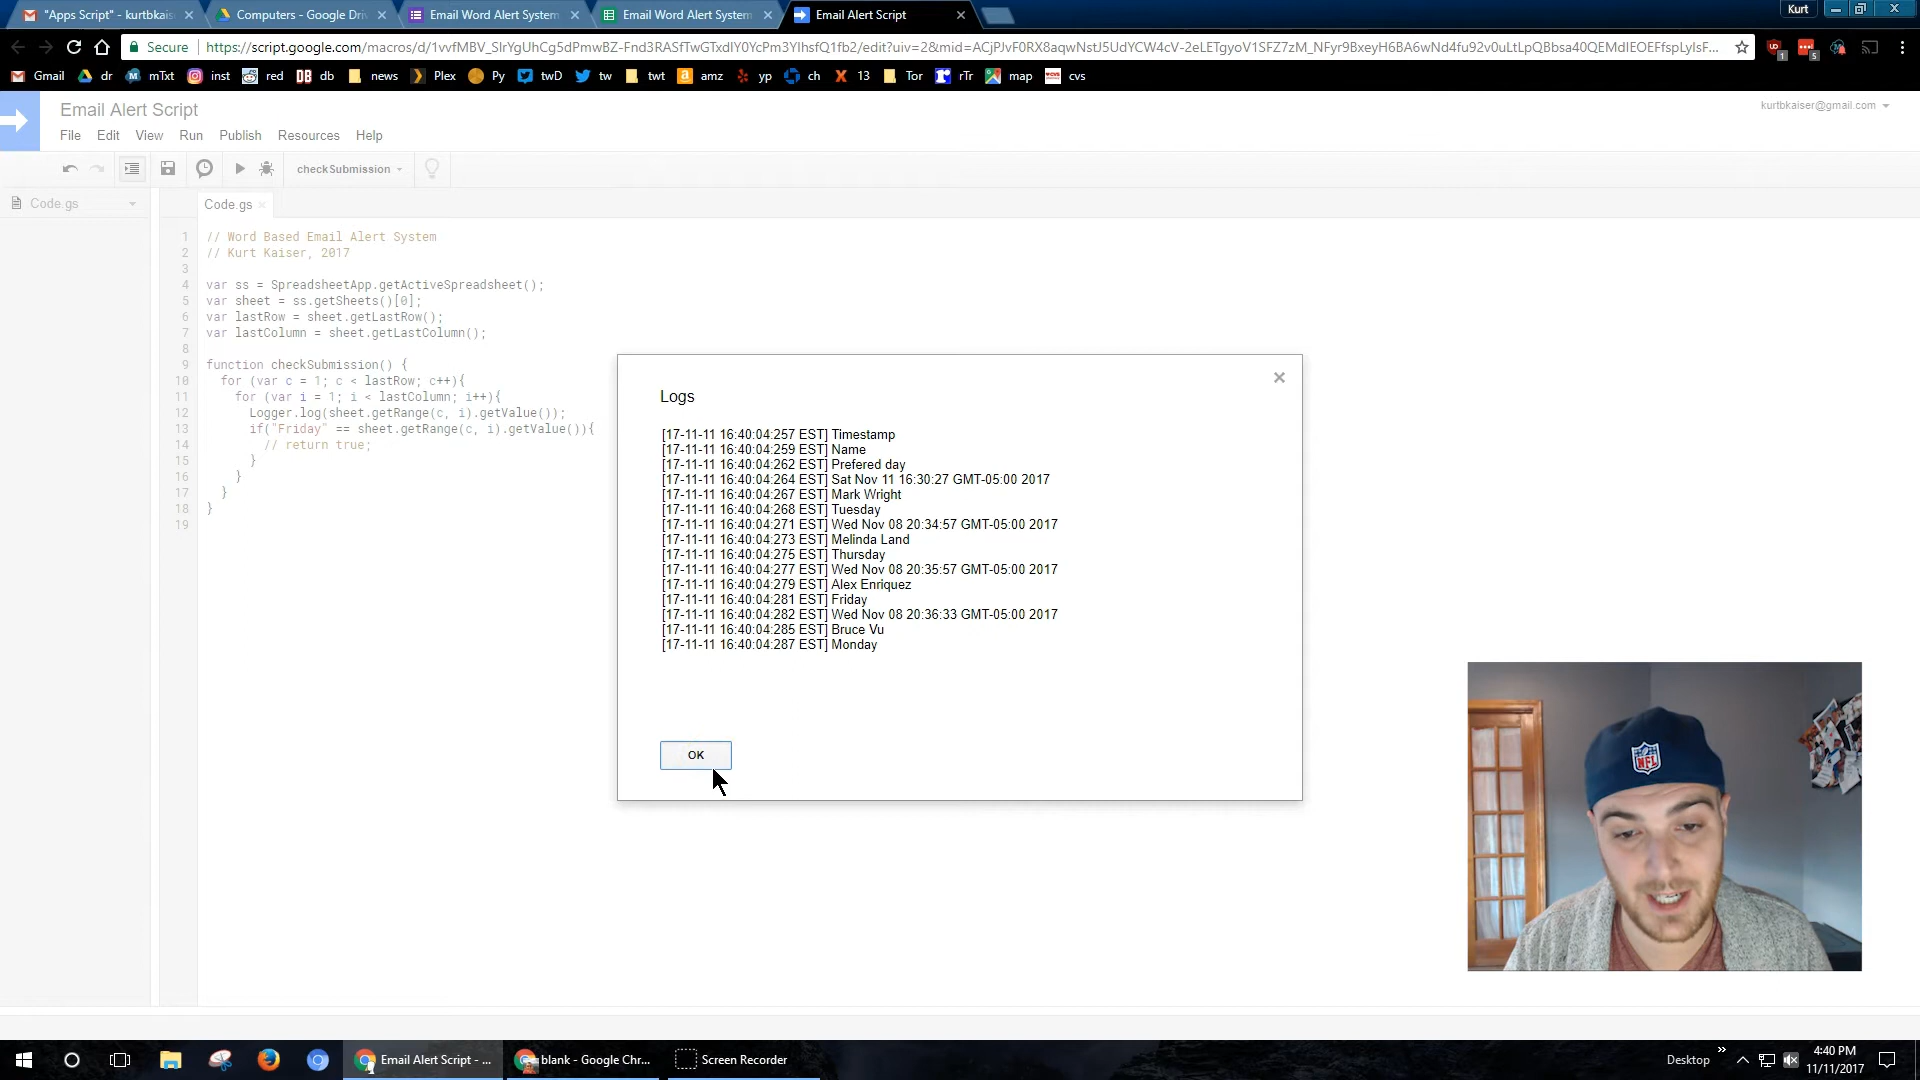 "Apps Script" - kurtbkais
Computers - Google Dri
Email Word Alert System
Email Word Alert System
Email Alert Script
Kurt
Secure
Gmail
dr
mTxt
inst
red
DB db
news
Plex
Py
twD
tw
twt
amz
yp
ch
X 13
Tor
rTr
map
cvs
Email Alert Script
kurtbkaiser@gmail.com
File Edit View Run Publish Resources Help
checkSubmission
Code.gs
Code.gs
1 // Word Based Email Alert System
2 // Kurt Kaiser, 2017
3
4 var ss = SpreadsheetApp.getActiveSpreadsheet();
5 var sheet = ss.getSheets()[0];
6 var lastRow = sheet.getLastRow();
7 var lastColumn = sheet.getLastColumn();
8
9 function checkSubmission() {
10 for (var c = 1; c < lastRow; c++){
11 for (var i = 1; i < lastColumn; i++){
12 Logger.log(sheet.getRange(c, i).getValue());
13 if("Friday" == sheet.getRange(c, i).getValue()){
14 // return true;
15 }
16 }
17 }
18 }
19
Logs
[17-11-11 16:40:04:257 EST] Timestamp
[17-11-11 16:40:04:259 EST] Name
[17-11-11 16:40:04:262 EST] Prefered day
[17-11-11 16:40:04:264 EST] Sat Nov 11 16:30:27 GMT-05:00 2017
[17-11-11 16:40:04:267 EST] Mark Wright
[17-11-11 16:40:04:268 EST] Tuesday
[17-11-11 16:40:04:271 EST] Wed Nov 08 20:34:57 GMT-05:00 2017
[17-11-11 16:40:04:273 EST] Melinda Land
[17-11-11 16:40:04:275 EST] Thursday
[17-11-11 16:40:04:277 EST] Wed Nov 08 20:35:57 GMT-05:00 2017
[17-11-11 16:40:04:279 EST] Alex Enriquez
[17-11-11 16:40:04:281 EST] Friday
[17-11-11 16:40:04:282 EST] Wed Nov 08 20:36:33 GMT-05:00 2017
[17-11-11 16:40:04:285 EST] Bruce Vu
[17-11-11 16:40:04:287 EST] Monday
OK
NFL
Email Alert Script - ...
blank - Google Chr...
Screen Recorder
Desktop
4:40 PM
11/11/2017